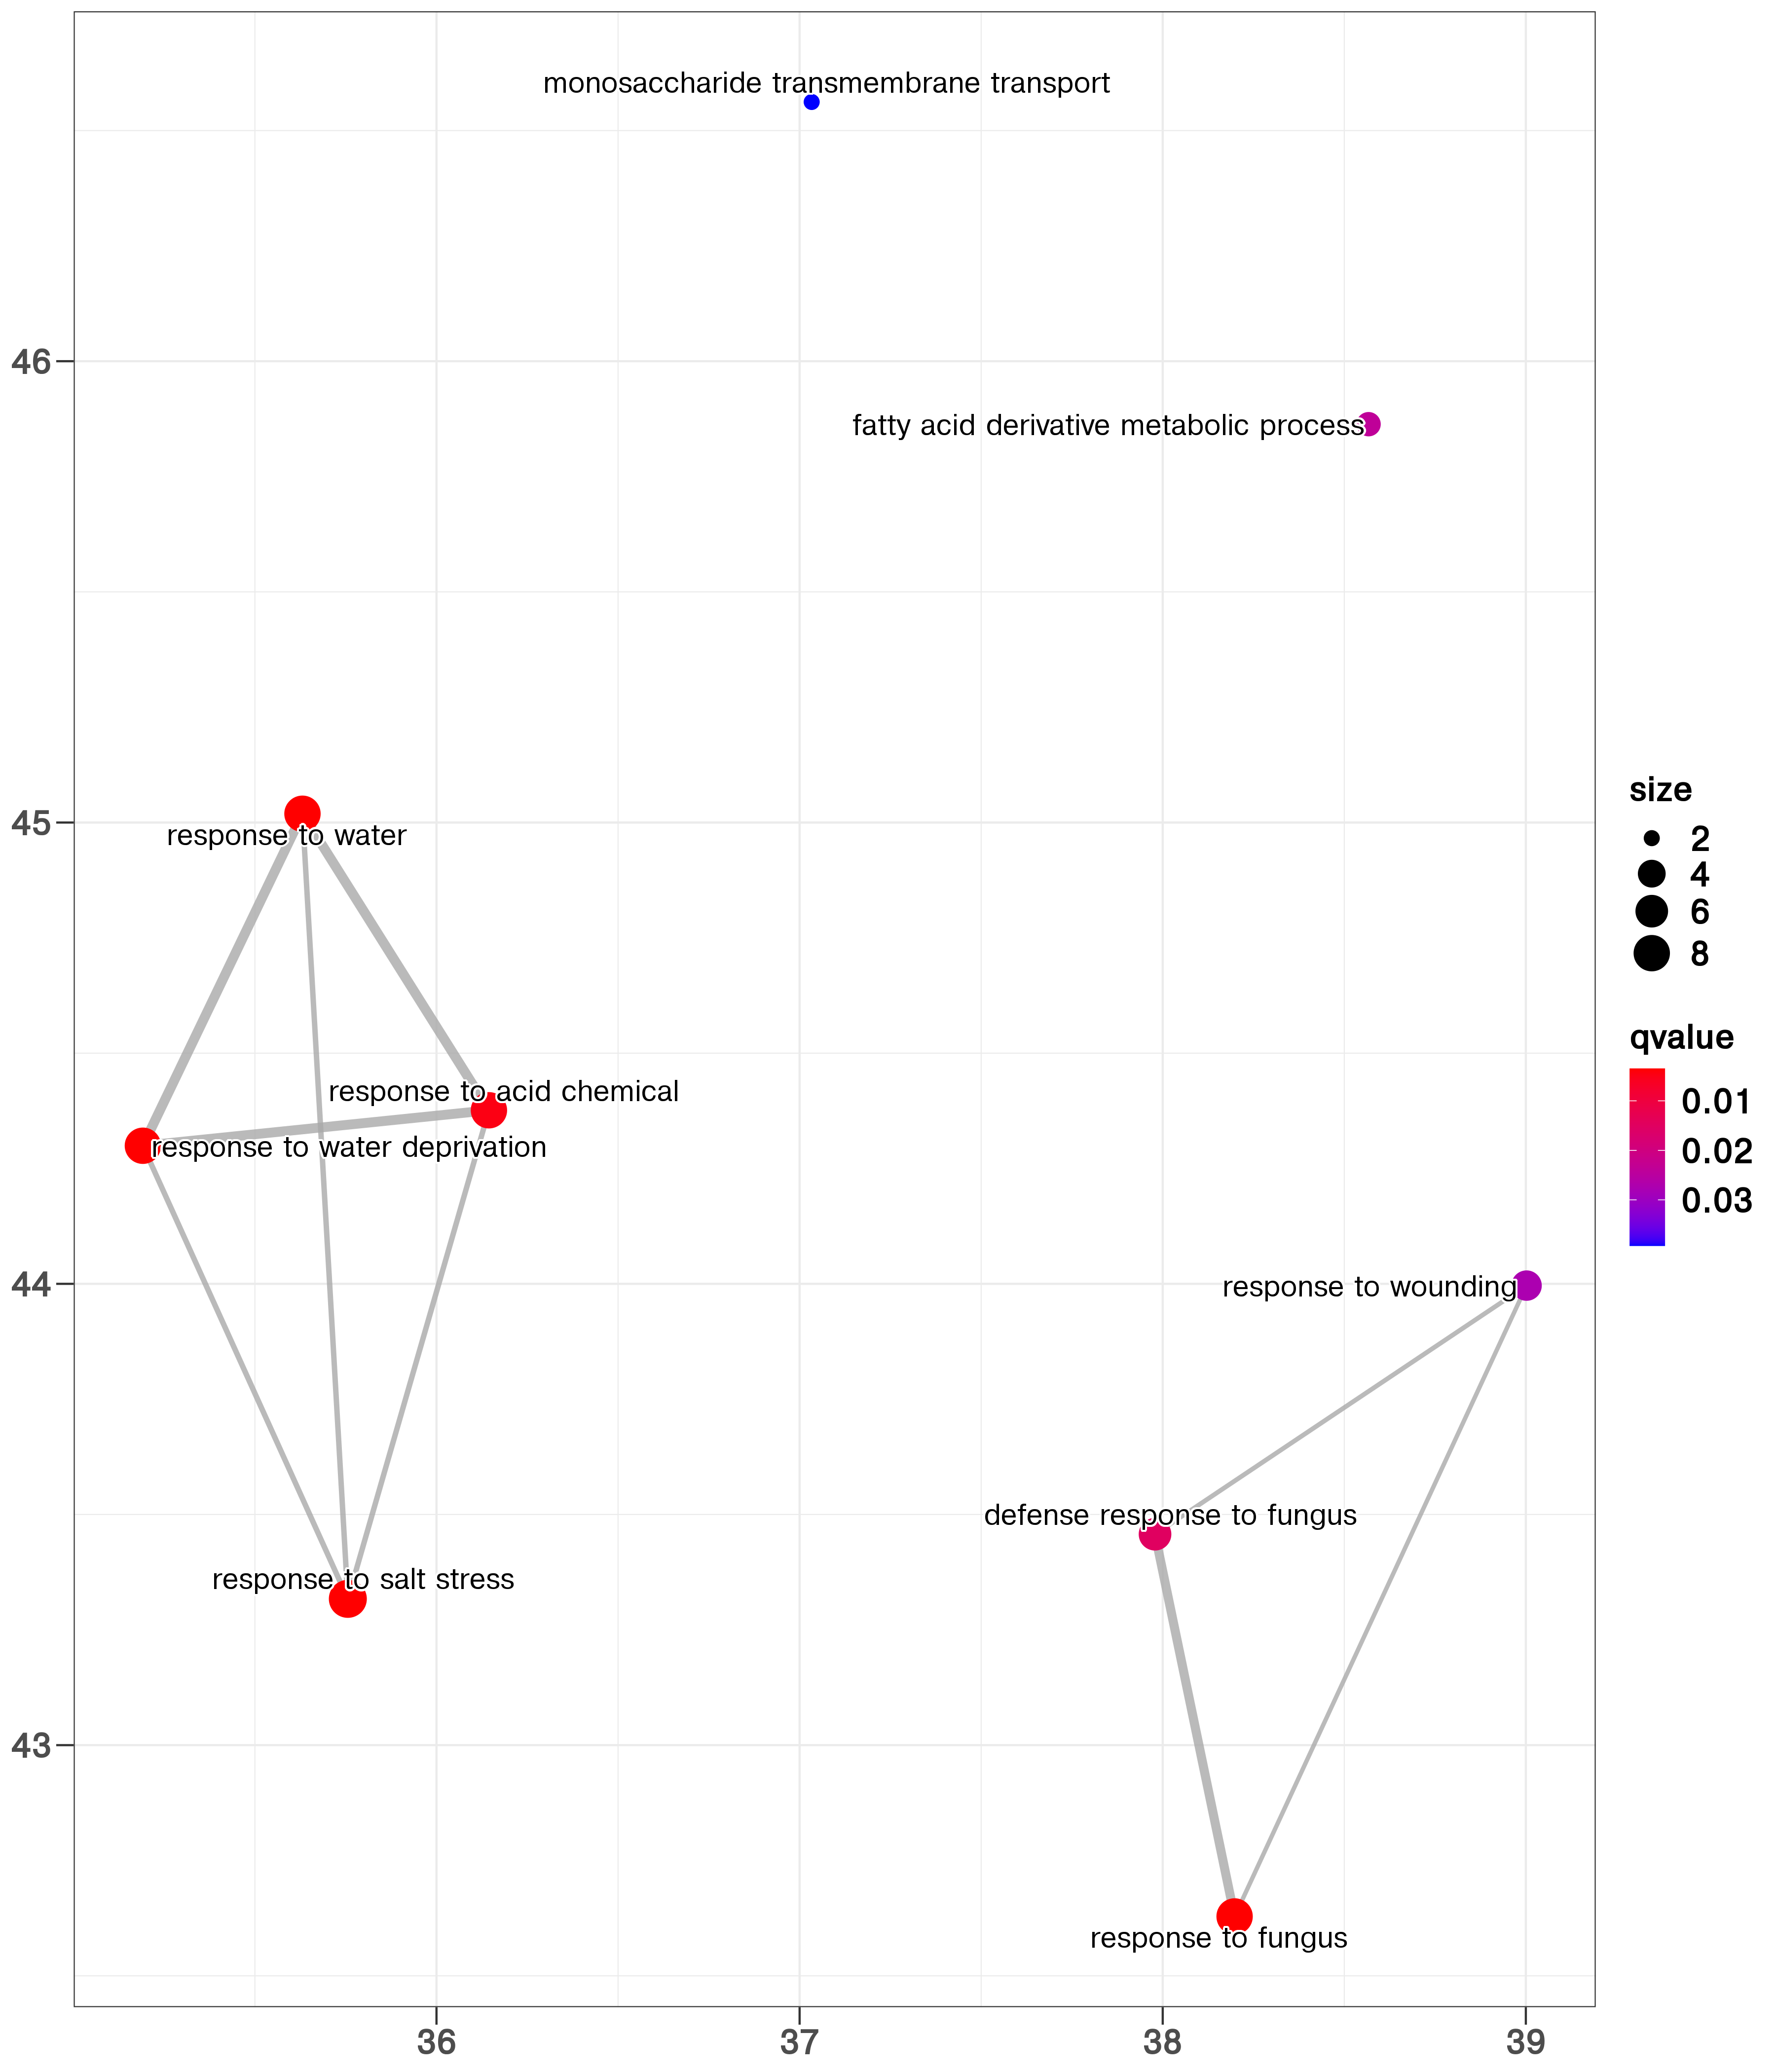 monosaccharide transmembrane transport
46
fatty acid derivative metabolic process
45
response to water
response to acid chemical
response to water deprivation
44
response to wounding
defense response to fungus
response to salt stress
43
response to fungus
36
37
38
39
size
2
4
6
8
qvalue
0.01
0.02
0.03